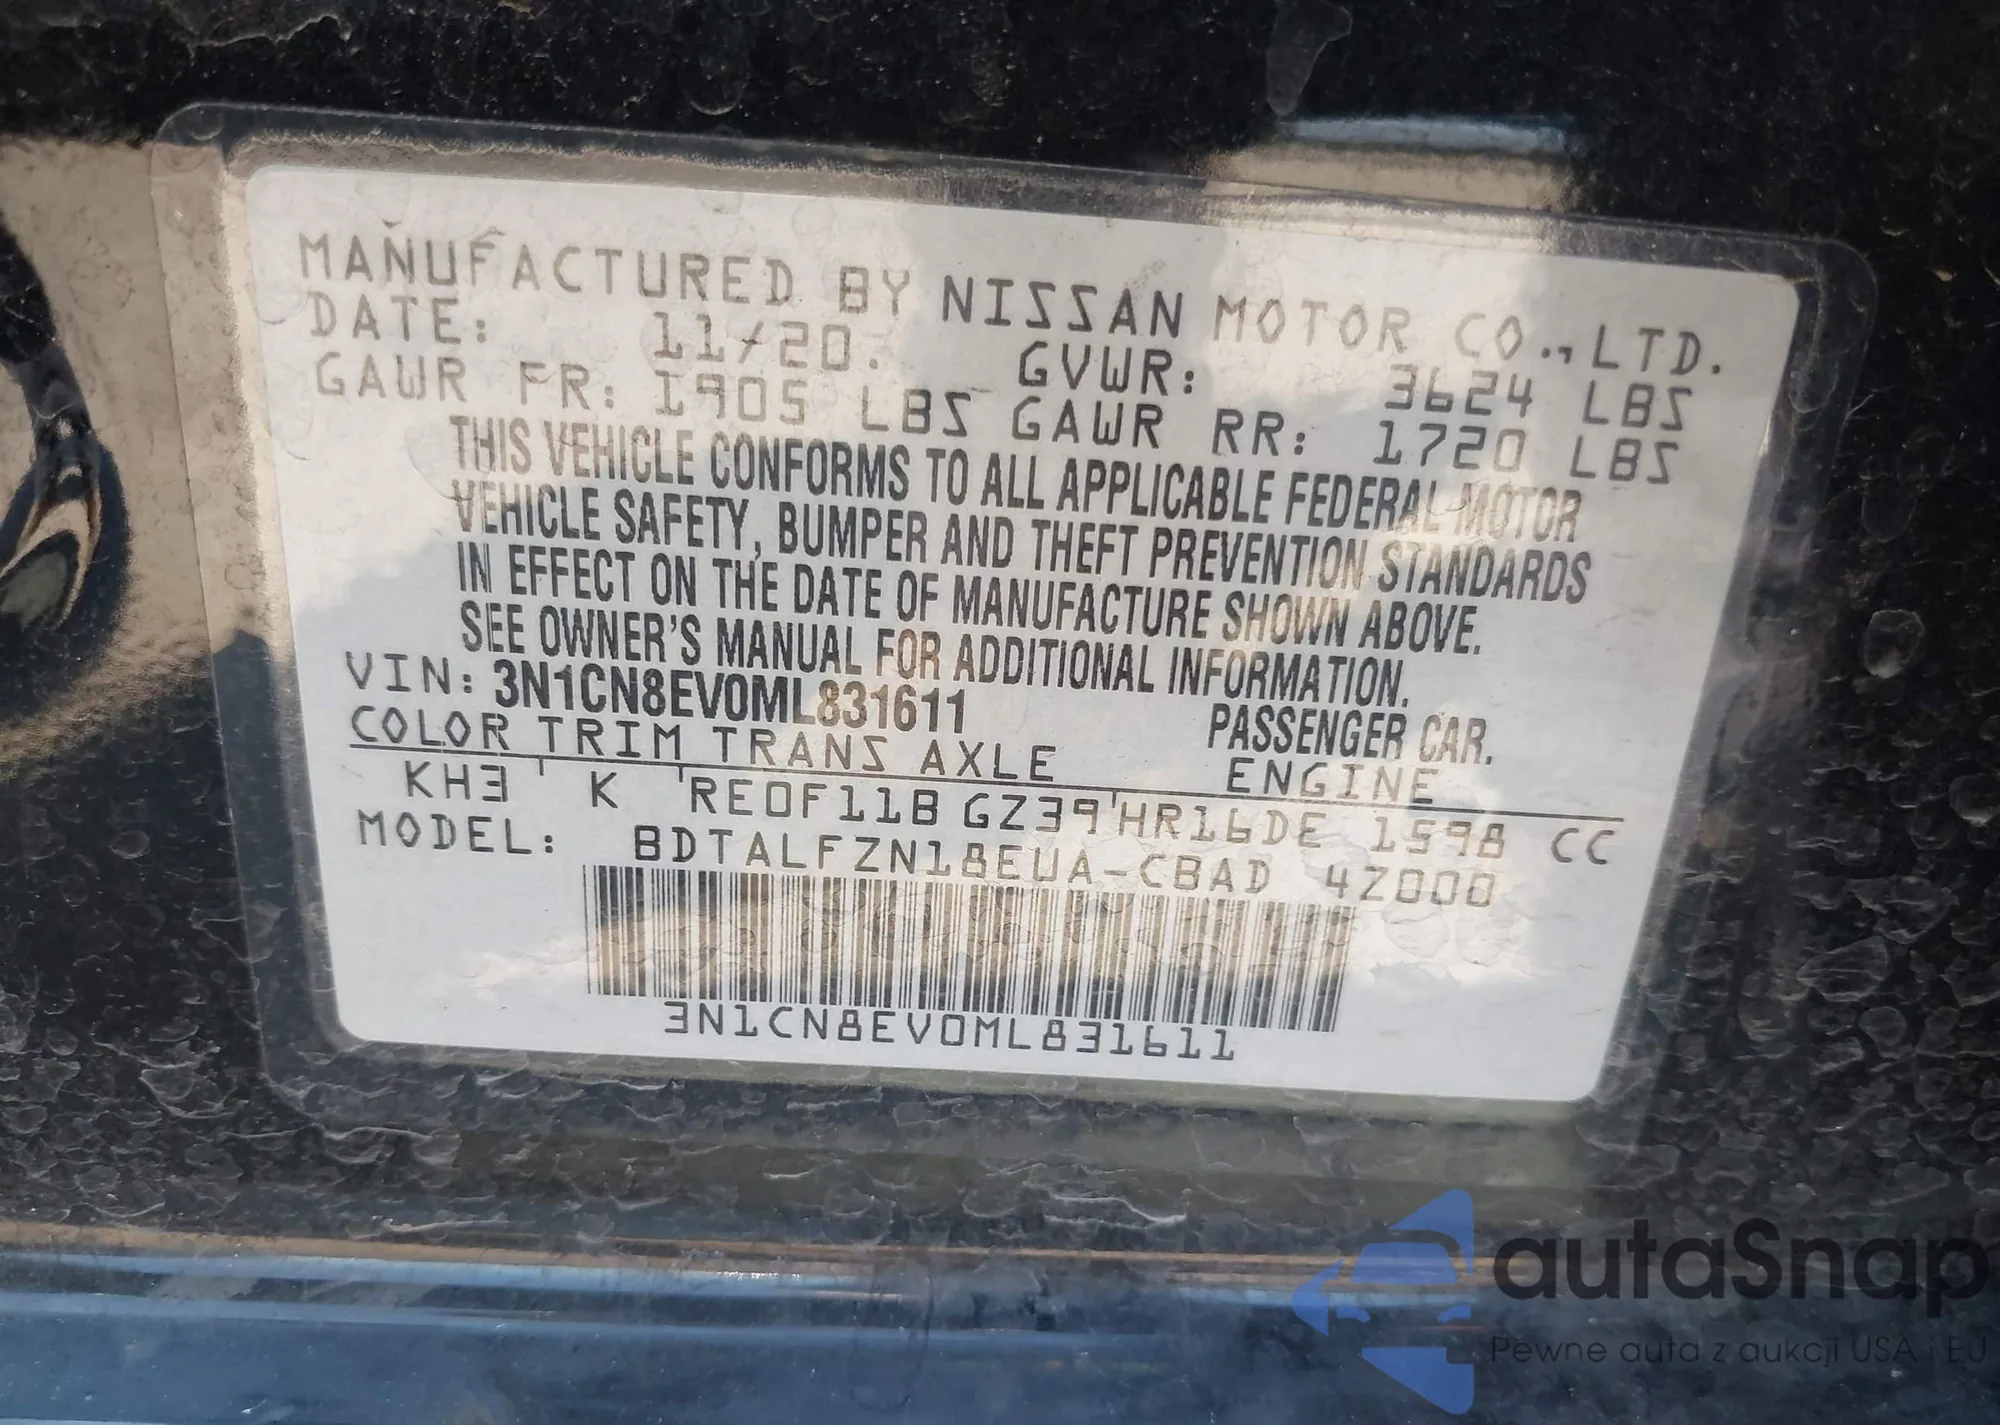 MANUFACTURED BY NISSAN MOTOR CO.,LTD.
DATE: 11/20. GVWR: 3624 LBS
GAWR FR: 1905 LBS GAWR RR: 1720 LBS
THIS VEHICLE CONFORMS TO ALL APPLICABLE FEDERAL MOTOR
VEHICLE SAFETY, BUMPER AND THEFT PREVENTION STANDARDS
IN EFFECT ON THE DATE OF MANUFACTURE SHOWN ABOVE.
SEE OWNER'S MANUAL FOR ADDITIONAL INFORMATION.
VIN: 3N1CN8EV0ML831611 PASSENGER CAR.
COLOR TRIM TRANS AXLE ENGINE
KH3 K RE0F11B GZ39 HR16DE 1598 CC
MODEL: BDTALFZN18EUA-CBAD 4Z000
3N1CN8EV0ML831611
autaSnap
Pewne auta z aukcji USA i EU